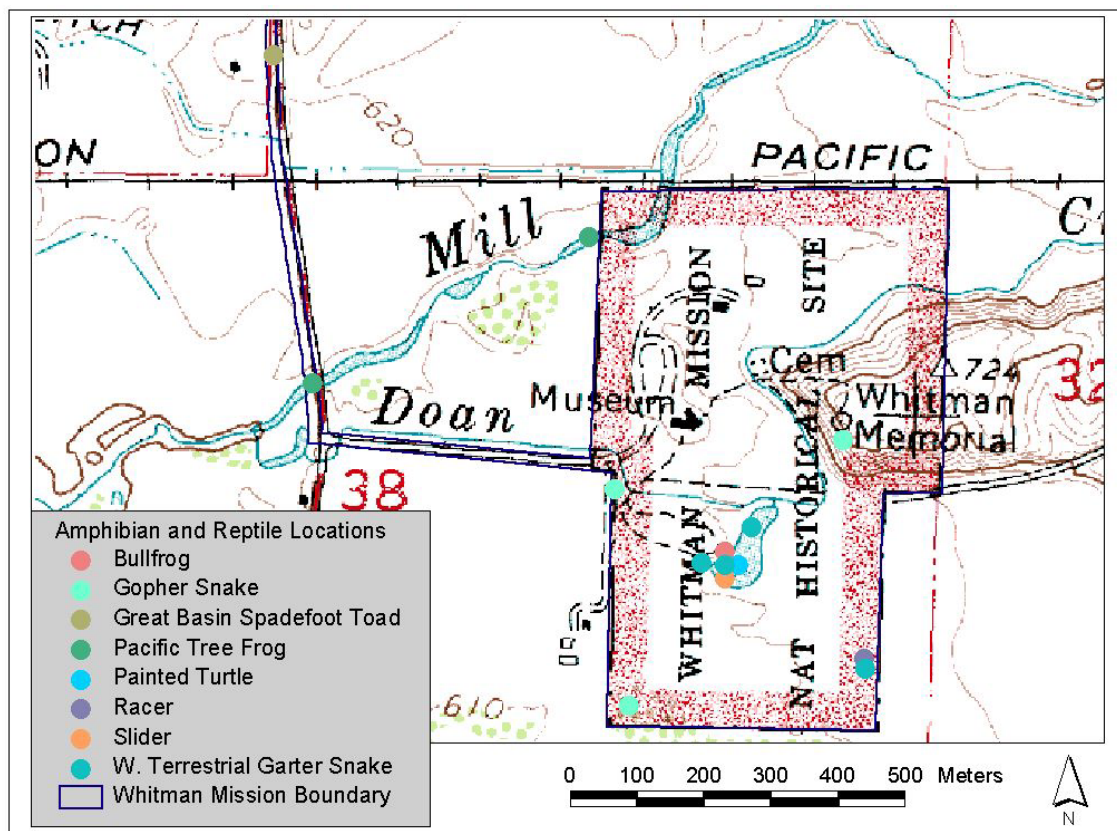 ITCH
620
ON
PACIFIC
Mill
MISSION
SITE
Cem
724
32
Museum
Whitman
Memorial
Doan
HISTORICAL
38
WHITMAN
NAT
610
Amphibian and Reptile Locations
Bullfrog
Gopher Snake
Great Basin Spadefoot Toad
Pacific Tree Frog
Painted Turtle
Racer
Slider
W. Terrestrial Garter Snake
Whitman Mission Boundary
0 100 200 300 400 500 Meters
N